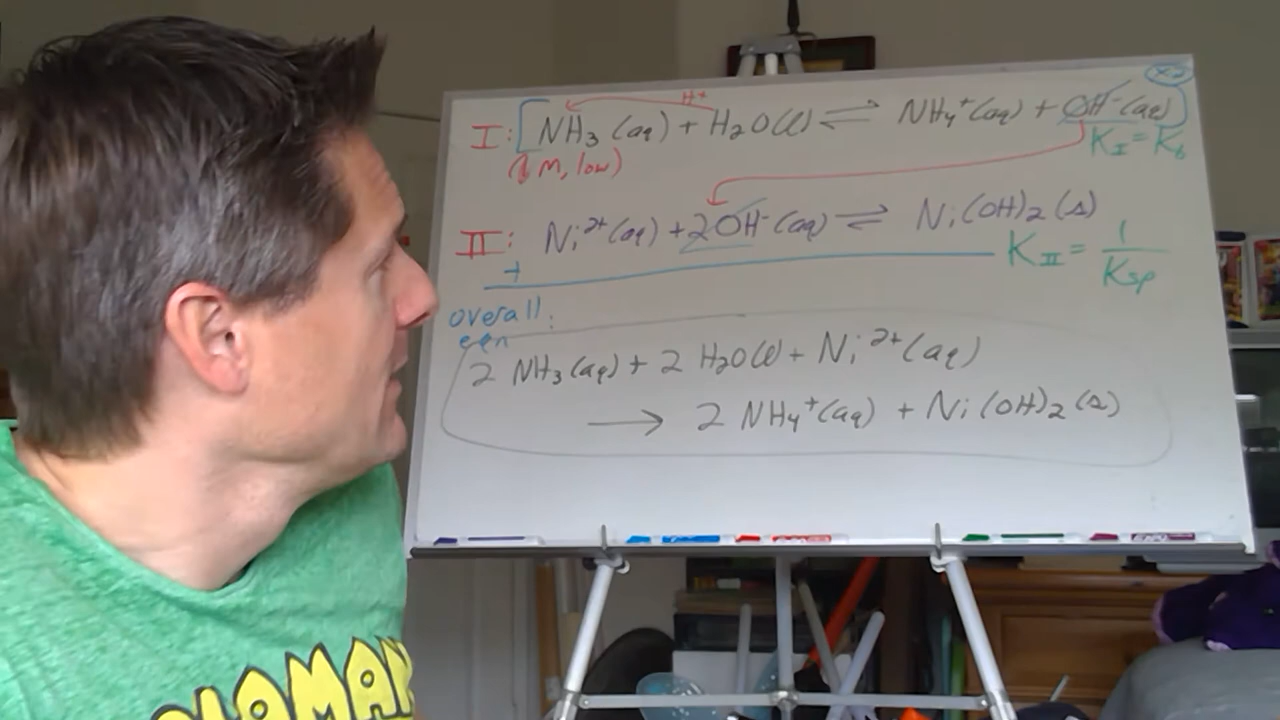 x2
H+
I: [NH3 (aq) + H2O(l) ⇌ NH4+(aq) + OH-(aq)]
(1 M, low)
KI = Kb
II: Ni2+(aq) + 2OH-(aq) ⇌ Ni(OH)2(s)
+
KII = 1/Ksp
overall:
eqn
2 NH3(aq) + 2 H2O(l) + Ni2+(aq)
→ 2 NH4+(aq) + Ni(OH)2(s)